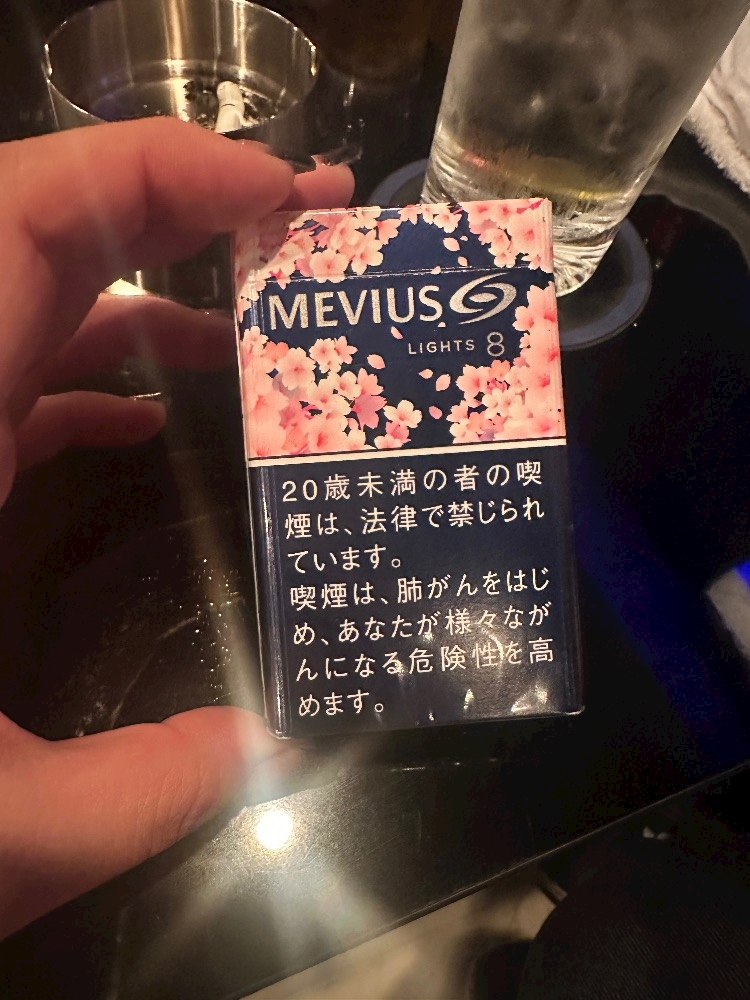 MEVIUS
LIGHTS 8
20歳未満の者の喫
煙は、法律で禁じられ
ています。
喫煙は、肺がんをはじ
め、あなたが様々なが
んになる危険性を高
めます。